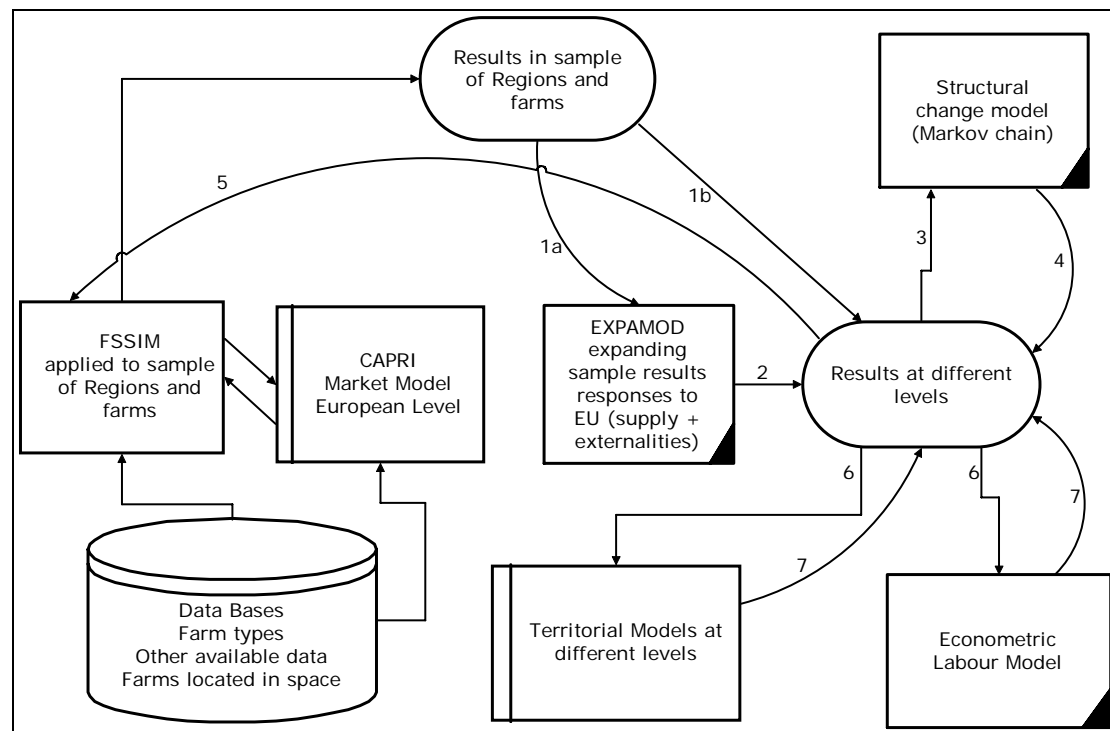 Results in sample
of Regions and
farms
Structural
change model
(Markov chain)
5
1b
1a
3
4
FSSIM
applied to sample
of Regions and
farms
CAPRI
Market Model
European Level
EXPAMOD
expanding
sample results
responses to
EU (supply +
externalities)
2
Results at different
levels
6
6
7
7
Data Bases
Farm types
Other available data
Farms located in space
Territorial Models at
different levels
Econometric
Labour Model